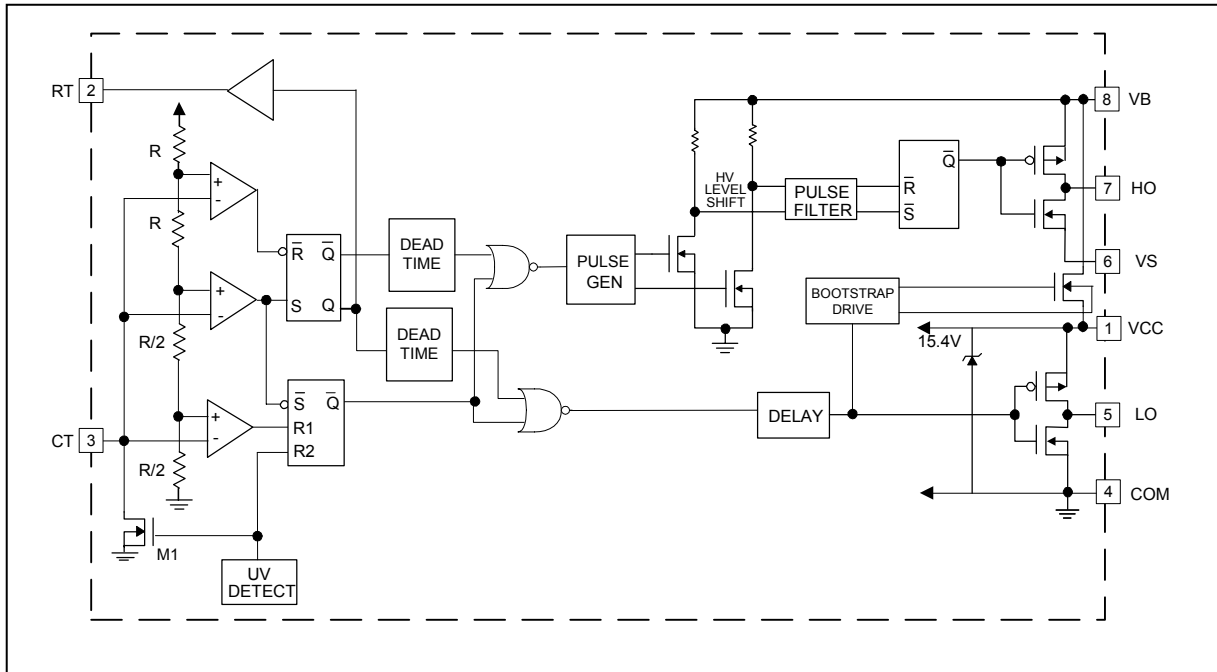 RT
2
R
R
R/2
R/2
CT
3
M1
UV
DETECT
+
-
+
-
+
-
R̅ Q̅
S Q
S̅ Q̅
R1
R2
DEAD
TIME
DEAD
TIME
PULSE
GEN
HV
LEVEL
SHIFT
PULSE
FILTER
Q̅
R̅
S̅
BOOTSTRAP
DRIVE
DELAY
15.4V
8 VB
7 HO
6 VS
1 VCC
5 LO
4 COM